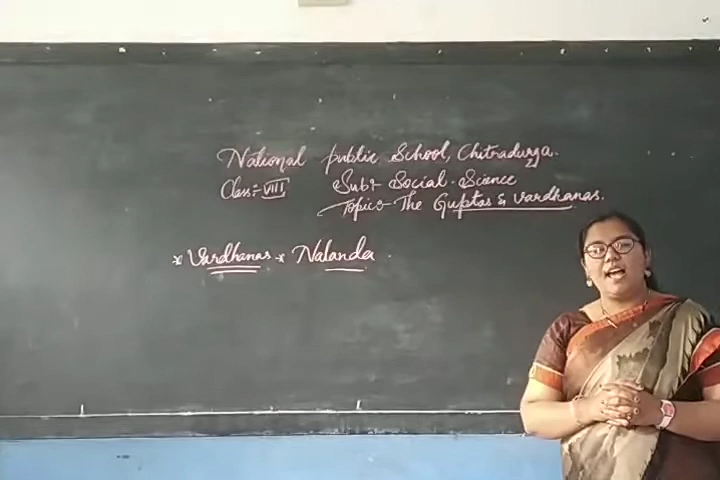 National public School, Chitradurga.
Class:- VIII Sub:- Social - Science
Topic:- The Guptas & Vardhanas.
* Vardhanas * Nalanda